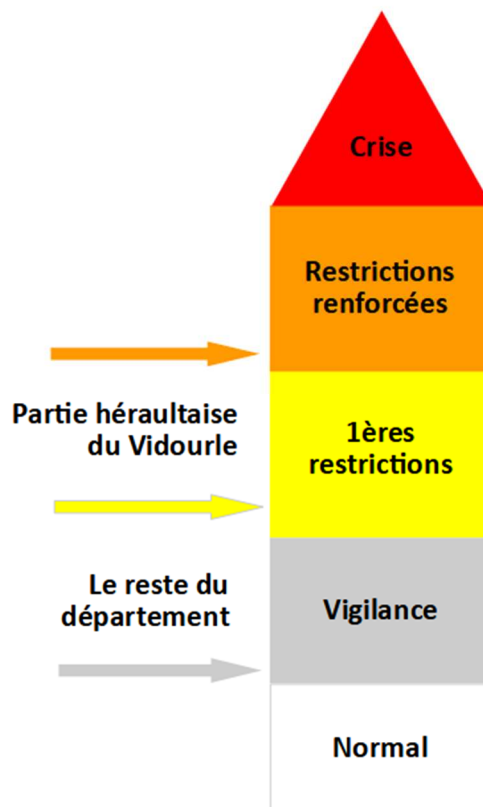 Crise
Restrictions
renforcées
Partie héraultaise
du Vidourle
1ères
restrictions
Le reste du
département
Vigilance
Normal